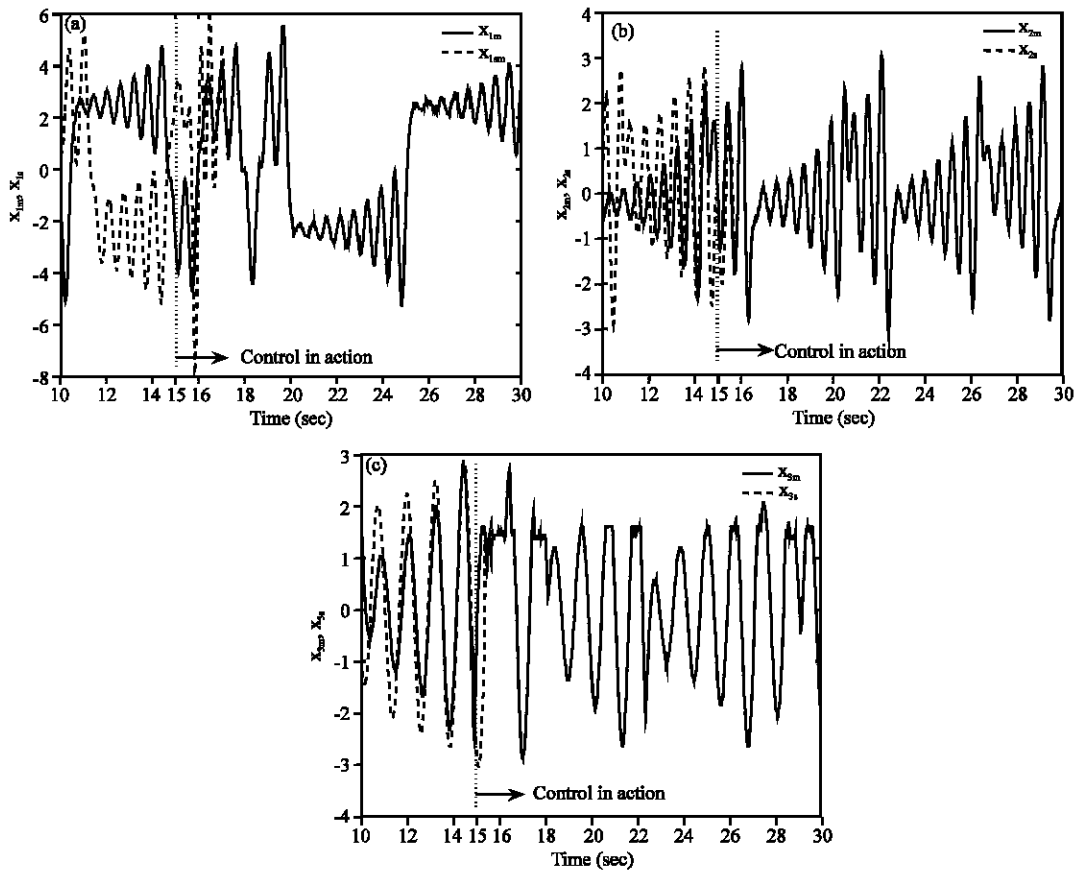 (a)
X1m
X1sm
6
4
2
0
-2
-4
-6
-8
X1m, X1s
Control in action
10 12 14 15 16 18 20 22 24 26 28 30
Time (sec)
(b)
X2m
X2s
4
3
2
1
0
-1
-2
-3
-4
X2m, X2s
Control in action
10 12 14 15 16 18 20 22 24 26 28 30
Time (sec)
(c)
X3m
X3s
3
2
1
0
-1
-2
-3
-4
X3m, X3s
Control in action
10 12 14 15 16 18 20 22 24 26 28 30
Time (sec)